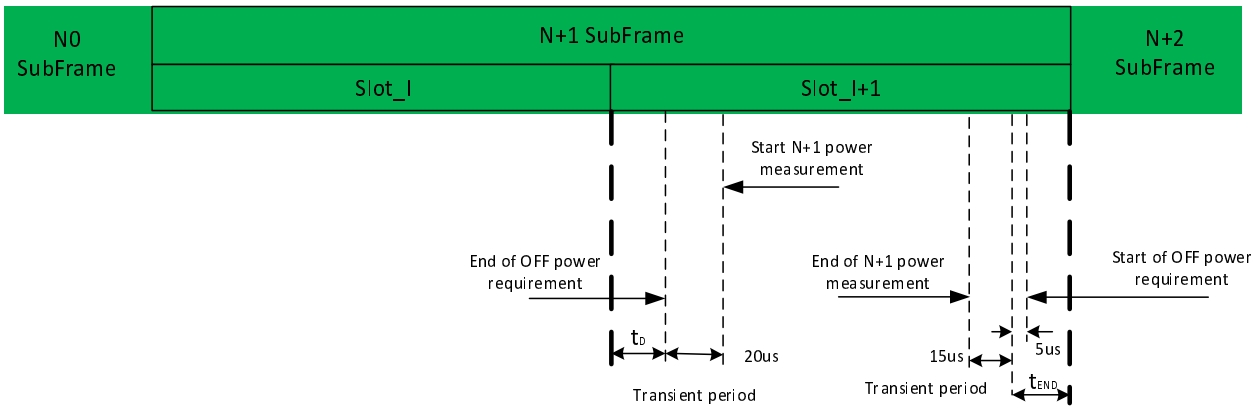 N0
SubFrame
N+1 SubFrame
N+2
SubFrame
Slot_I
Slot_I+1
Start N+1 power
measurement
End of OFF power
requirement
End of N+1 power
measurement
Start of OFF power
requirement
tD
20us
15us
5us
Transient period
Transient period
tEND